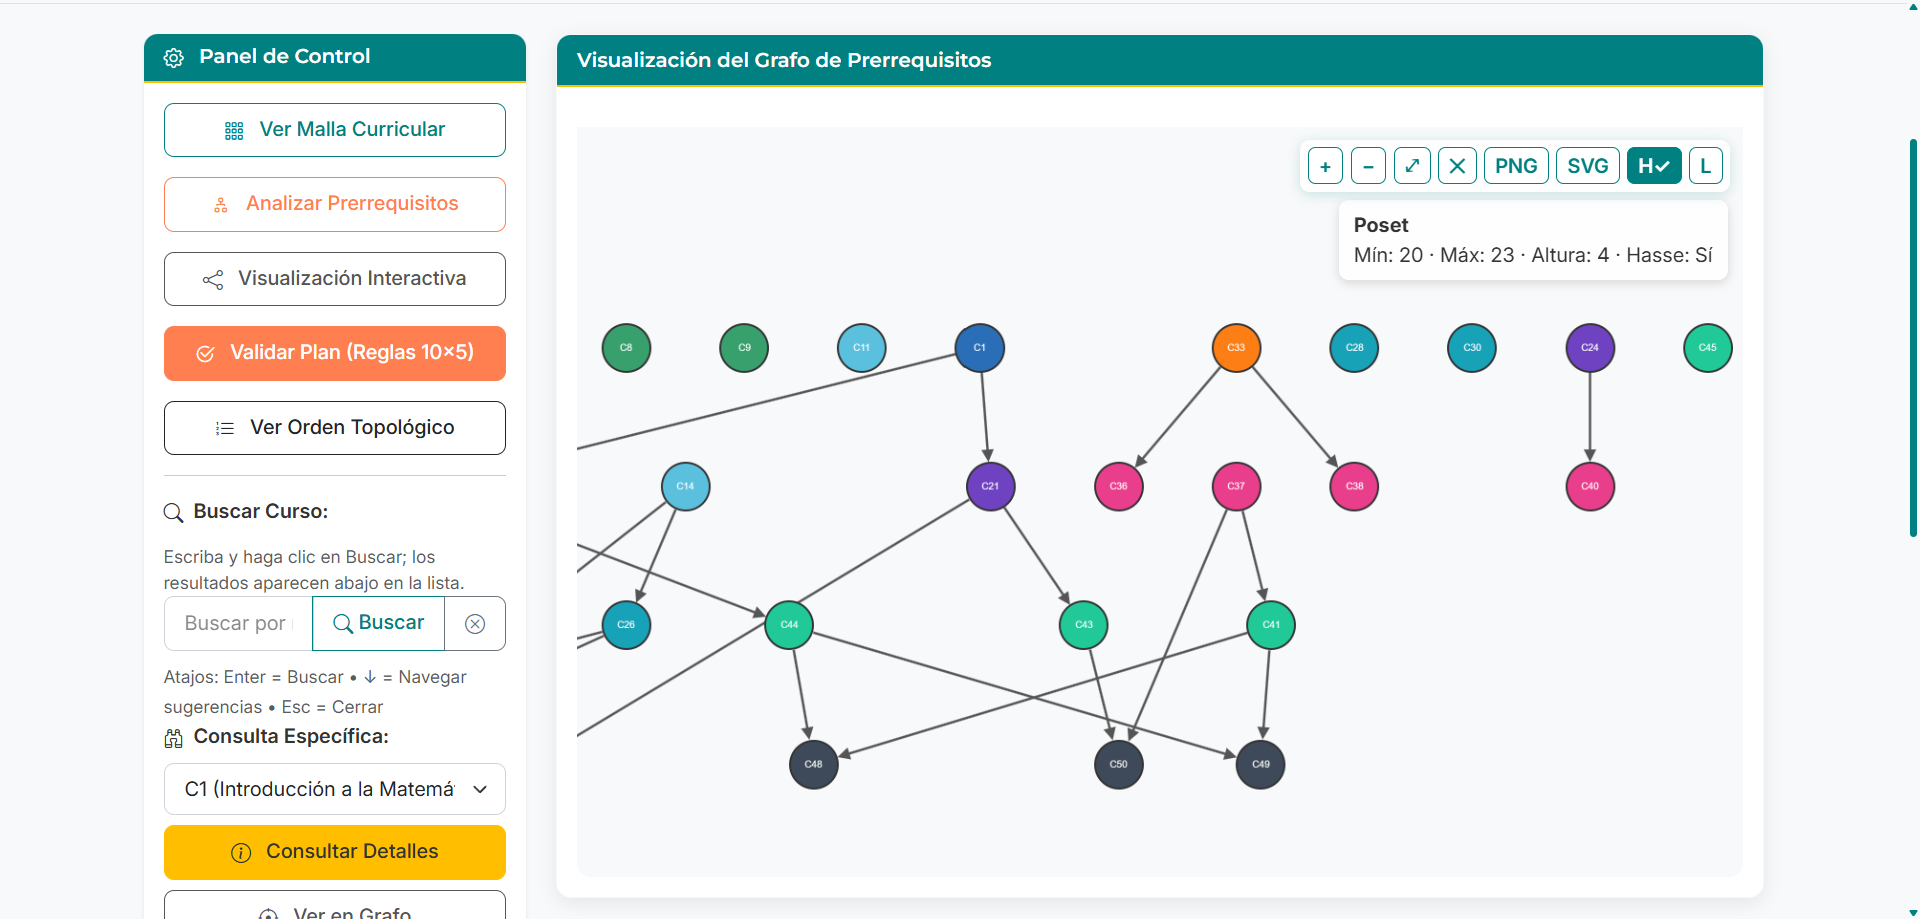 Panel de Control
Ver Malla Curricular
Analizar Prerrequisitos
Visualización Interactiva
Validar Plan (Reglas 10×5)
Ver Orden Topológico
Buscar Curso:
Escriba y haga clic en Buscar; los
resultados aparecen abajo en la lista.
Buscar por
Buscar
Atajos: Enter = Buscar • ↓ = Navegar
sugerencias • Esc = Cerrar
Consulta Específica:
C1 (Introducción a la Matemá
Consultar Detalles
Ver en Grafo
Visualización del Grafo de Prerrequisitos
+ − ⤢ ✕ PNG SVG H✓ L
Poset
Mín: 20 · Máx: 23 · Altura: 4 · Hasse: Sí
C8 C9 C11 C1 C33 C28 C30 C24 C45
C14 C21 C36 C37 C38 C40
C26 C44 C43 C41
C48 C50 C49